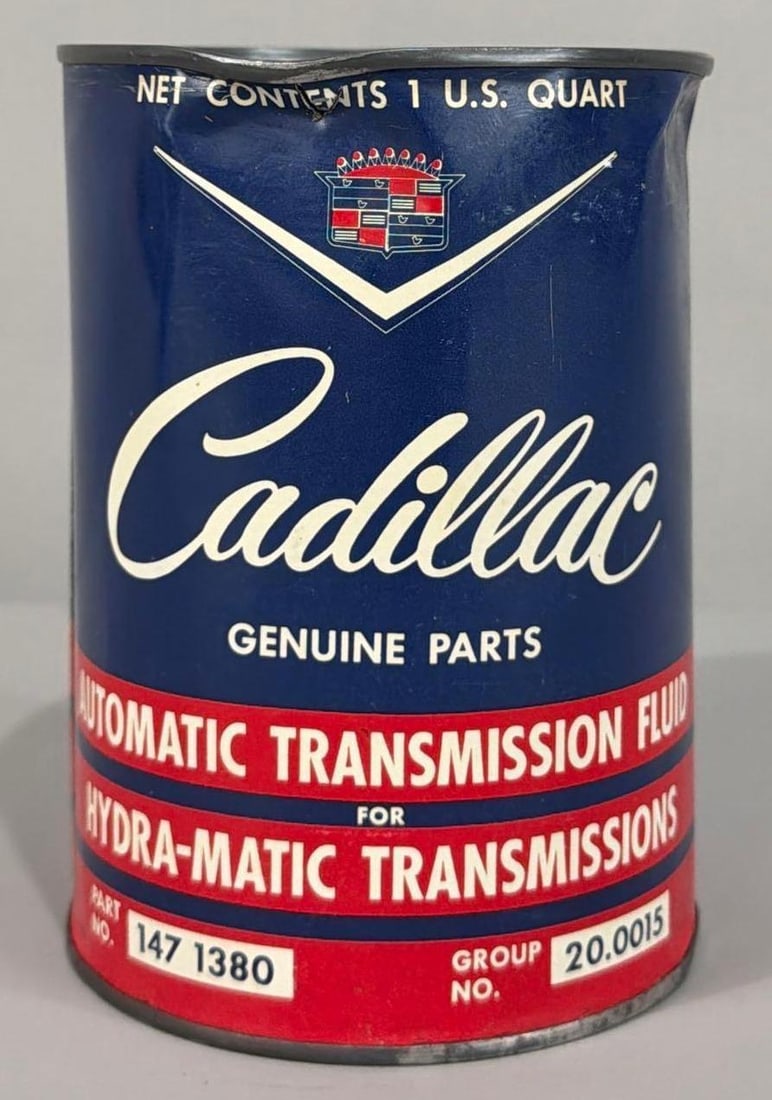 NET CONTENTS 1 U.S. QUART
Cadillac
GENUINE PARTS
AUTOMATIC TRANSMISSION FLUID
FOR
HYDRA-MATIC TRANSMISSIONS
PART NO. 147 1380
GROUP NO. 20.0015